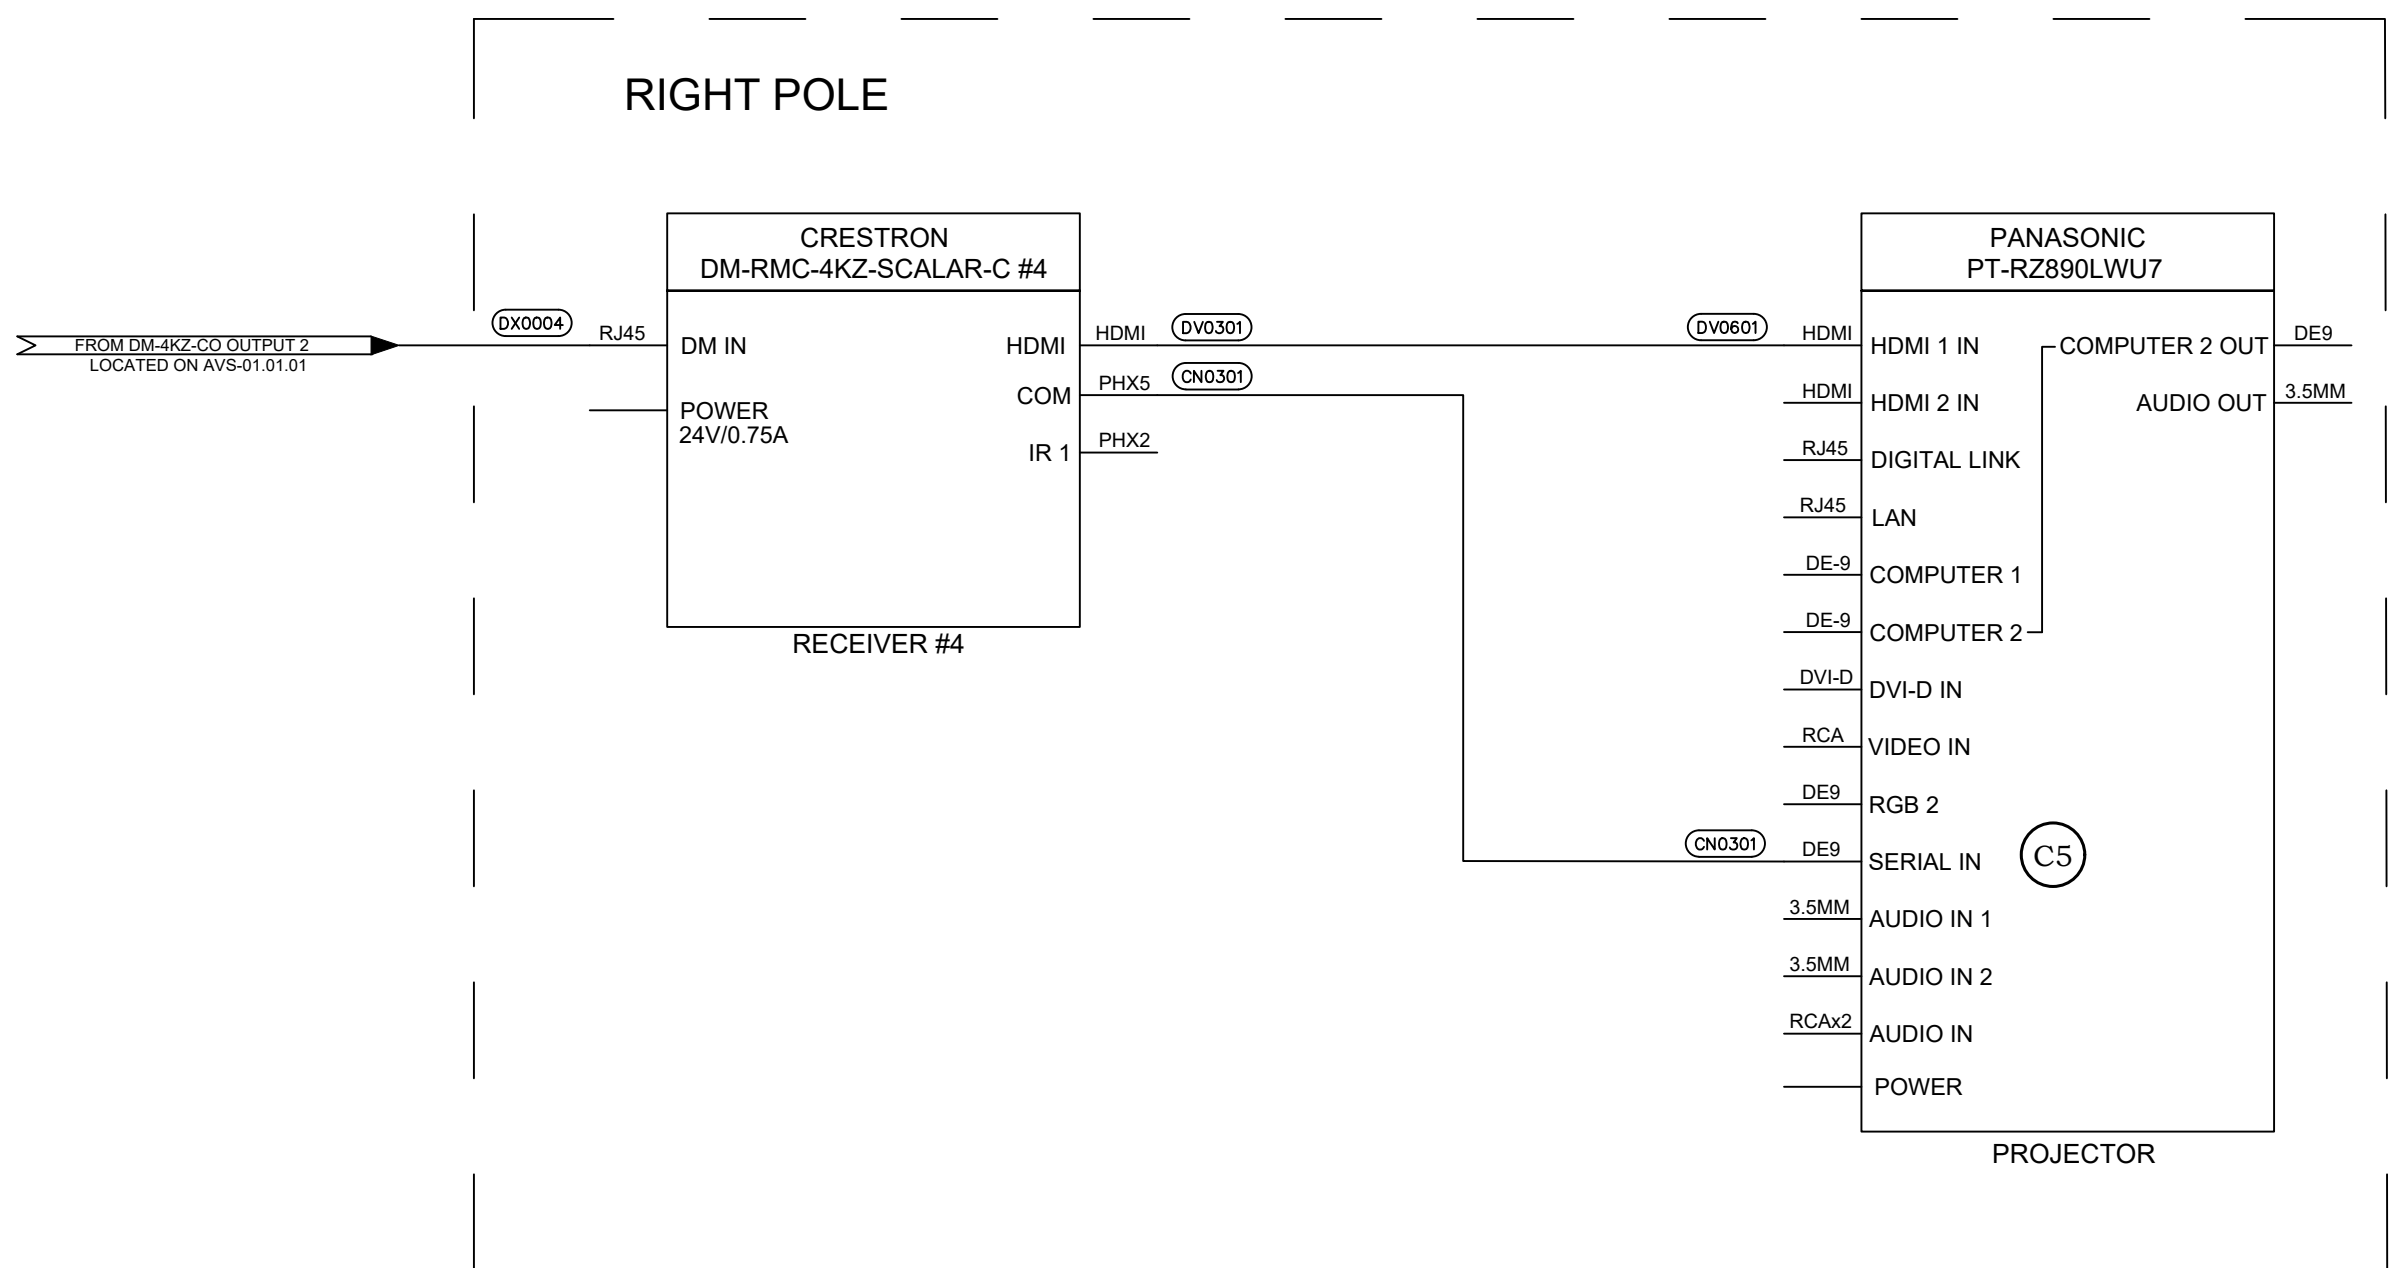 RIGHT POLE
FROM DM-4KZ-CO OUTPUT 2
LOCATED ON AVS-01.01.01
DX0004
RJ45
CRESTRON
DM-RMC-4KZ-SCALAR-C #4
DM IN
POWER
24V/0.75A
HDMI
COM
IR 1
RECEIVER #4
HDMI
DV0301
PHX5
CN0301
PHX2
DV0601
CN0301
PANASONIC
PT-RZ890LWU7
HDMI HDMI 1 IN
HDMI HDMI 2 IN
RJ45 DIGITAL LINK
RJ45 LAN
DE-9 COMPUTER 1
DE-9 COMPUTER 2
DVI-D DVI-D IN
RCA VIDEO IN
DE9 RGB 2
DE9 SERIAL IN
C5
3.5MM AUDIO IN 1
3.5MM AUDIO IN 2
RCAx2 AUDIO IN
POWER
COMPUTER 2 OUT DE9
AUDIO OUT 3.5MM
PROJECTOR